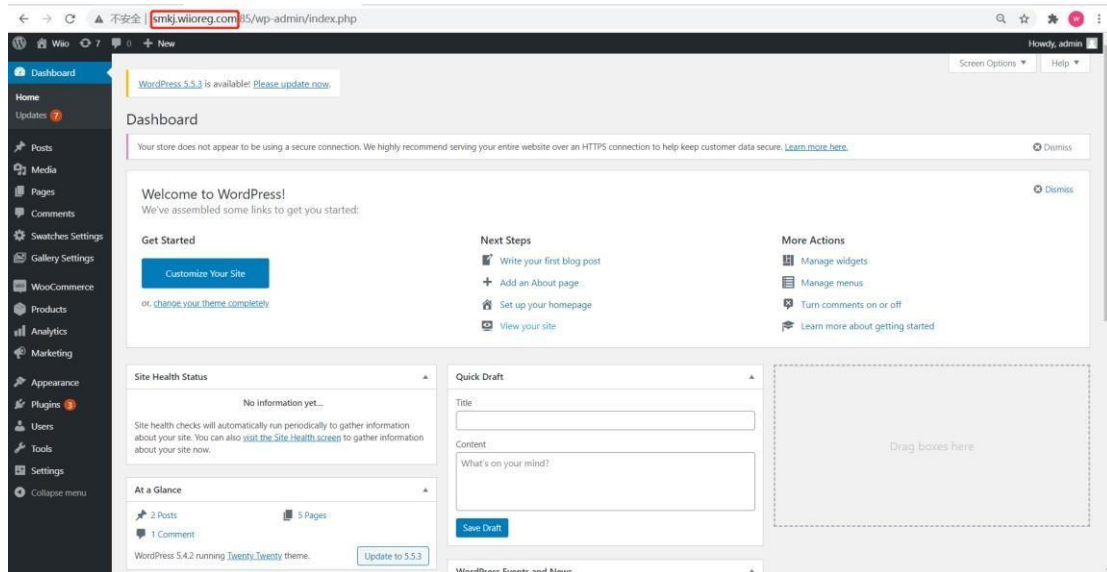 不安全 | smkj.wiioreg.com:85/wp-admin/index.php
Wiio 7 0 + New Howdy, admin
Screen Options ▼ Help ▼
Dashboard
Home
Updates 7
Posts
Media
Pages
Comments
Swatches Settings
Gallery Settings
WooCommerce
Products
Analytics
Marketing
Appearance
Plugins 3
Users
Tools
Settings
Collapse menu
WordPress 5.5.3 is available! Please update now.
Dashboard
Your store does not appear to be using a secure connection. We highly recommend serving your entire website over an HTTPS connection to help keep customer data secure. Learn more here.
Dismiss
Welcome to WordPress!
Dismiss
We've assembled some links to get you started:
Get Started
Customize Your Site
or, change your theme completely
Next Steps
Write your first blog post
Add an About page
Set up your homepage
View your site
More Actions
Manage widgets
Manage menus
Turn comments on or off
Learn more about getting started
Site Health Status
No information yet...
Site health checks will automatically run periodically to gather information
about your site. You can also visit the Site Health screen to gather information
about your site now.
At a Glance
2 Posts 5 Pages
1 Comment
WordPress 5.4.2 running Twenty Twenty theme.
Update to 5.5.3
Quick Draft
Title
Content
What's on your mind?
Save Draft
WordPress Events and News
Drag boxes here